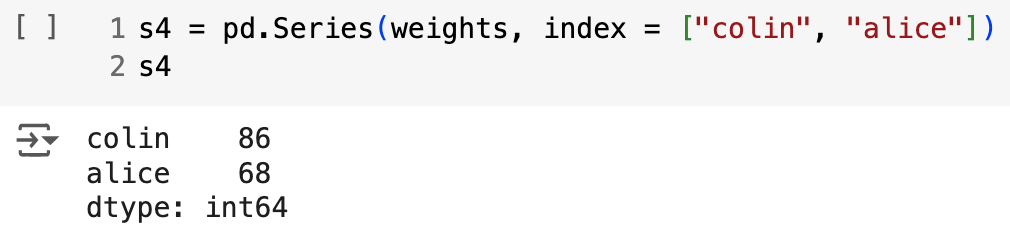 [ ] 1 s4 = pd.Series(weights, index = ["colin", "alice"])
2 s4
colin    86
alice    68
dtype: int64